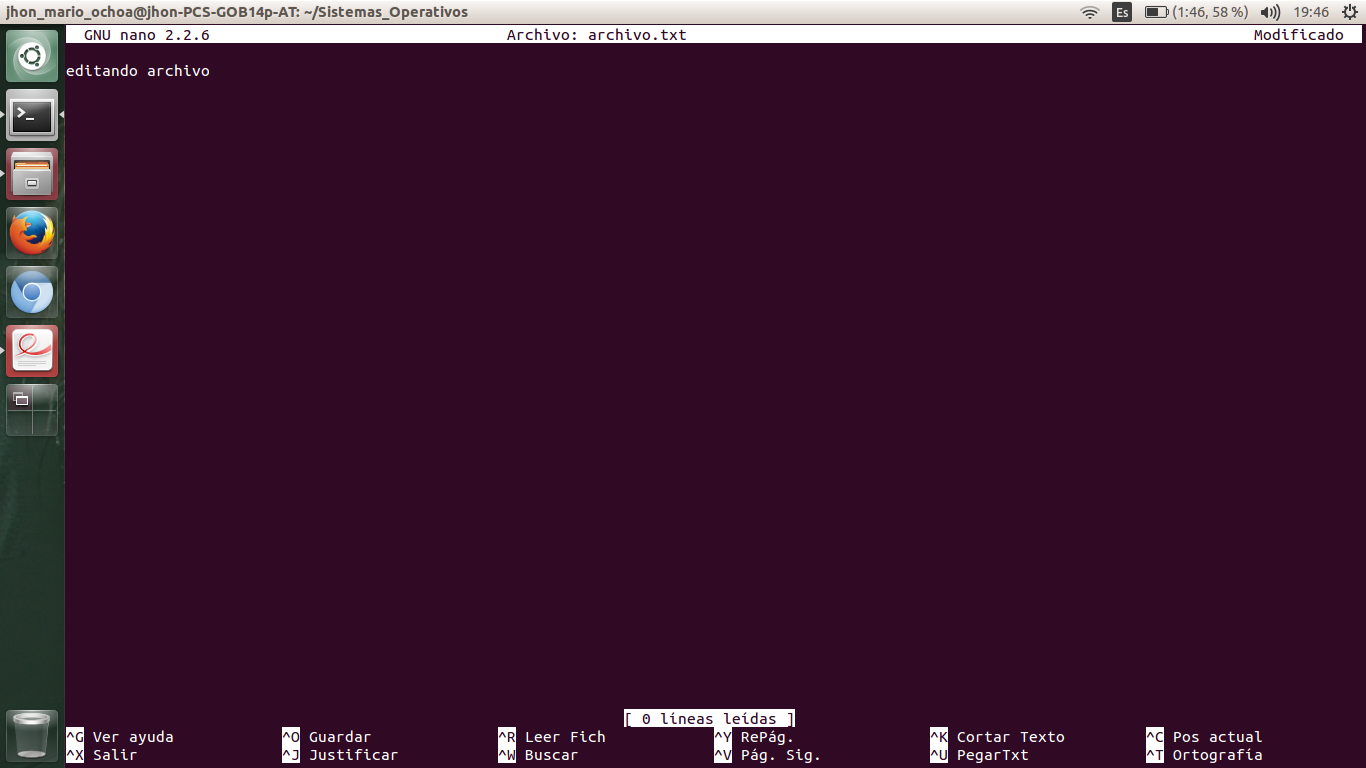 jhon_mario_ochoa@jhon-PCS-GOB14p-AT: ~/Sistemas_Operativos Es (1:46, 58 %) 19:46
GNU nano 2.2.6 Archivo: archivo.txt Modificado
editando archivo
[ 0 líneas leídas ]
^G Ver ayuda ^O Guardar ^R Leer Fich ^Y RePág. ^K Cortar Texto ^C Pos actual
^X Salir ^J Justificar ^W Buscar ^V Pág. Sig. ^U PegarTxt ^T Ortografía